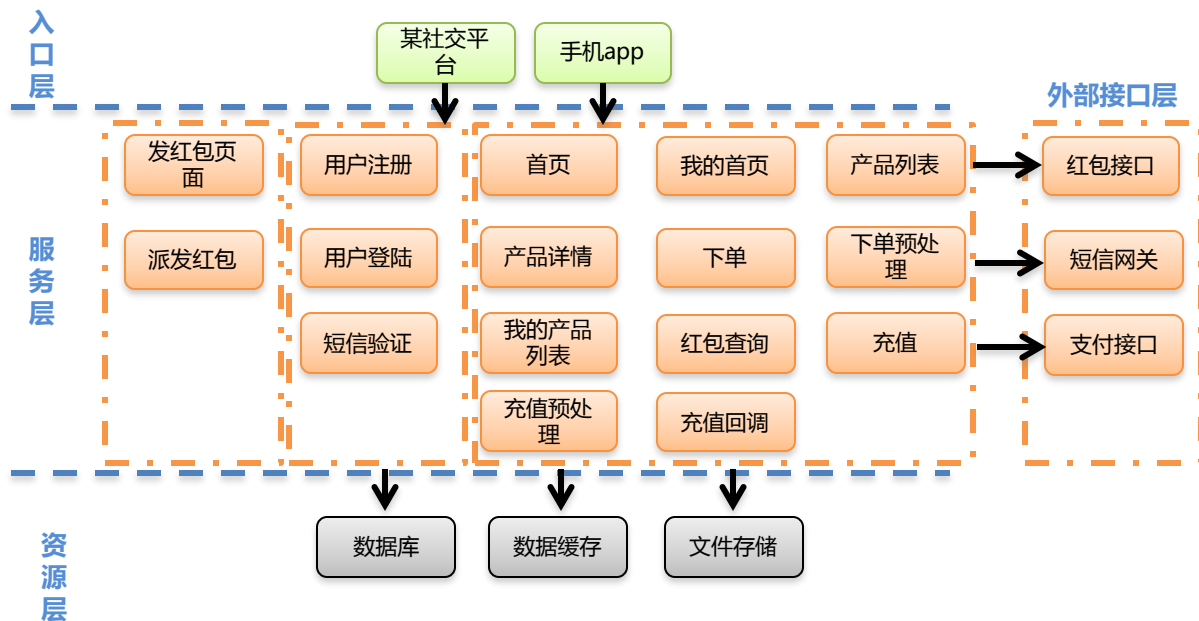 入
口
层
某社交平
台
手机app
外部接口层
服
务
层
发红包页
面
派发红包
用户注册
用户登陆
短信验证
首页
我的首页
产品列表
产品详情
下单
下单预处
理
我的产品
列表
红包查询
充值
充值预处
理
充值回调
红包接口
短信网关
支付接口
资
源
层
数据库
数据缓存
文件存储